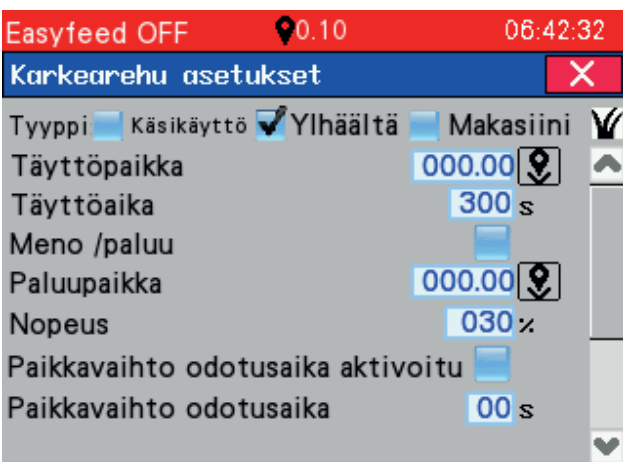 Easyfeed OFF 0.10 06:42:32
Karkearehu asetukset
Tyyppi Käsikäyttö Ylhäältä Makasiini
Täyttöpaikka 000.00
Täyttöaika 300 s
Meno /paluu
Paluupaikka 000.00
Nopeus 030 %
Paikkavaihto odotusaika aktivoitu
Paikkavaihto odotusaika 00 s